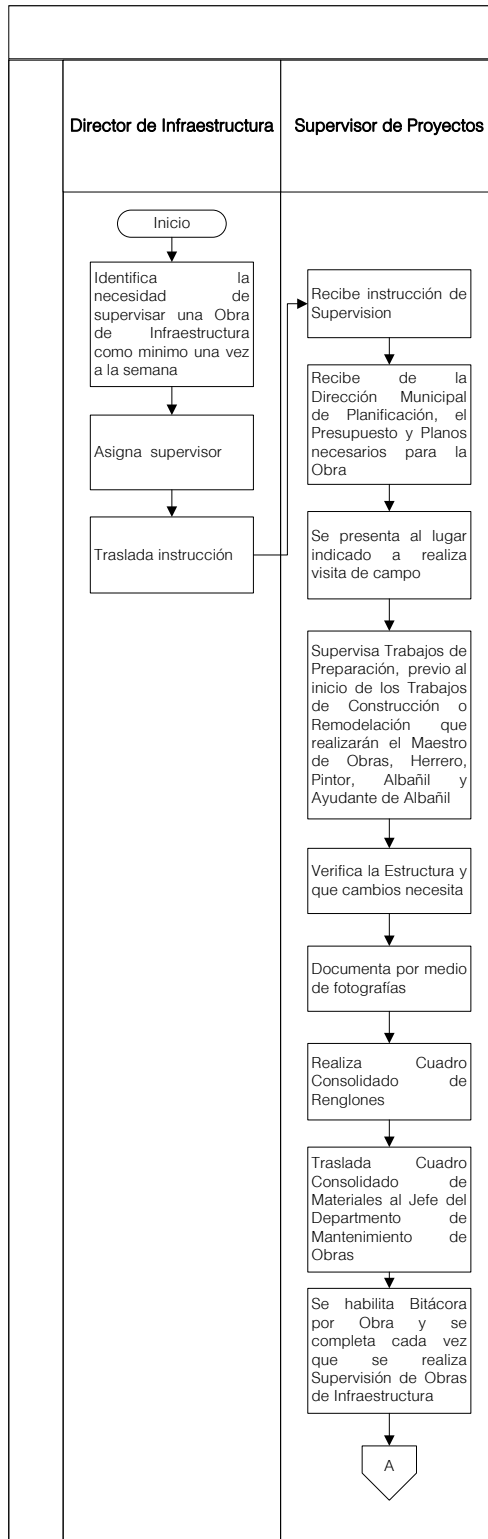 Director de Infraestructura
Supervisor de Proyectos
Inicio
Identifica la
necesidad de
supervisar una Obra
de Infraestructura
como minimo una vez
a la semana
Asigna supervisor
Traslada instrucción
Recibe instrucción de
Supervision
Recibe de la
Dirección Municipal
de Planificación, el
Presupuesto y Planos
necesarios para la
Obra
Se presenta al lugar
indicado a realiza
visita de campo
Supervisa Trabajos de
Preparación, previo al
inicio de los Trabajos
de Construcción o
Remodelación que
realizarán el Maestro
de Obras, Herrero,
Pintor, Albañil y
Ayudante de Albañil
Verifica la Estructura y
que cambios necesita
Documenta por medio
de fotografías
Realiza Cuadro
Consolidado de
Renglones
Traslada Cuadro
Consolidado de
Materiales al Jefe del
Departmento de
Mantenimiento de
Obras
Se habilita Bitácora
por Obra y se
completa cada vez
que se realiza
Supervisión de Obras
de Infraestructura
A